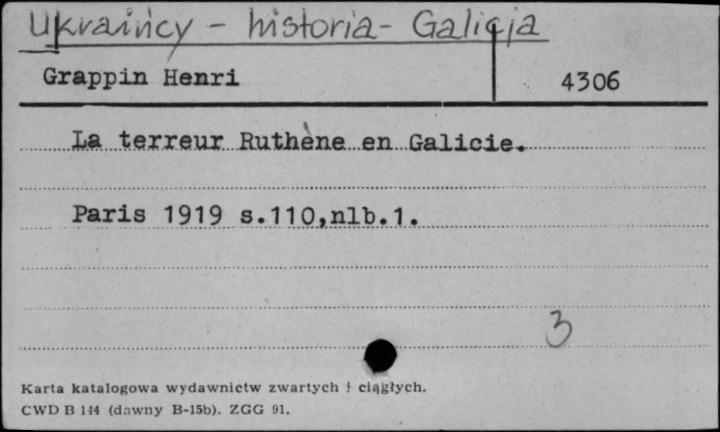 Ukraińcy - historia - Galicja
Grappin Henri
4306
La terreur Ruthène en Galicie.
Paris 1919 s.110,nlb.1.
3
Karta katalogowa wydawnictw zwartych i ciągłych.
CWD B 144 (dawny B-15b). ZGG 91.